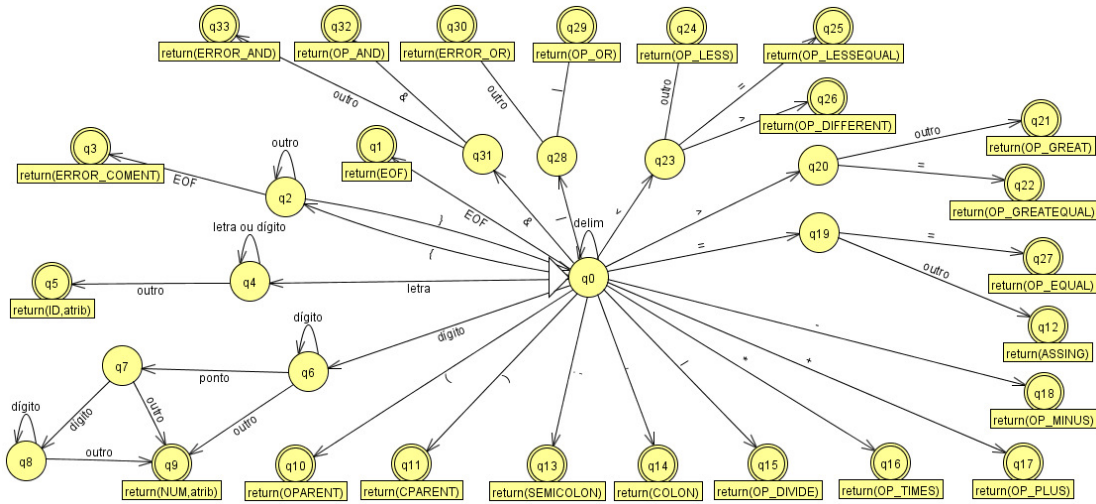 q33
q32
q30
q29
q24
q25
return(ERROR_AND)
return(OP_AND)
return(ERROR_OR)
return(OP_OR)
return(OP_LESS)
return(OP_LESSEQUAL)
outro
&
outro
|
outro
=
>
q26
return(OP_DIFFERENT)
q3
return(ERROR_COMENT)
EOF
outro
q2
q1
return(EOF)
EOF
q31
&
q28
|
q23
<
q20
>
outro
q21
return(OP_GREAT)
=
q22
return(OP_GREATEQUAL)
}
{
delim
q0
=
q19
=
q27
return(OP_EQUAL)
outro
q12
return(ASSING)
letra ou dígito
q4
letra
outro
q5
return(ID,atrib)
dígito
q6
dígito
ponto
q7
outro
outro
dígito
dígito
q8
outro
q9
return(NUM,atrib)
-
q18
return(OP_MINUS)
(
)
;
/
*
+
q10
q11
q13
q14
q15
q16
q17
return(OPARENT)
return(CPARENT)
return(SEMICOLON)
return(COLON)
return(OP_DIVIDE)
return(OP_TIMES)
return(OP_PLUS)